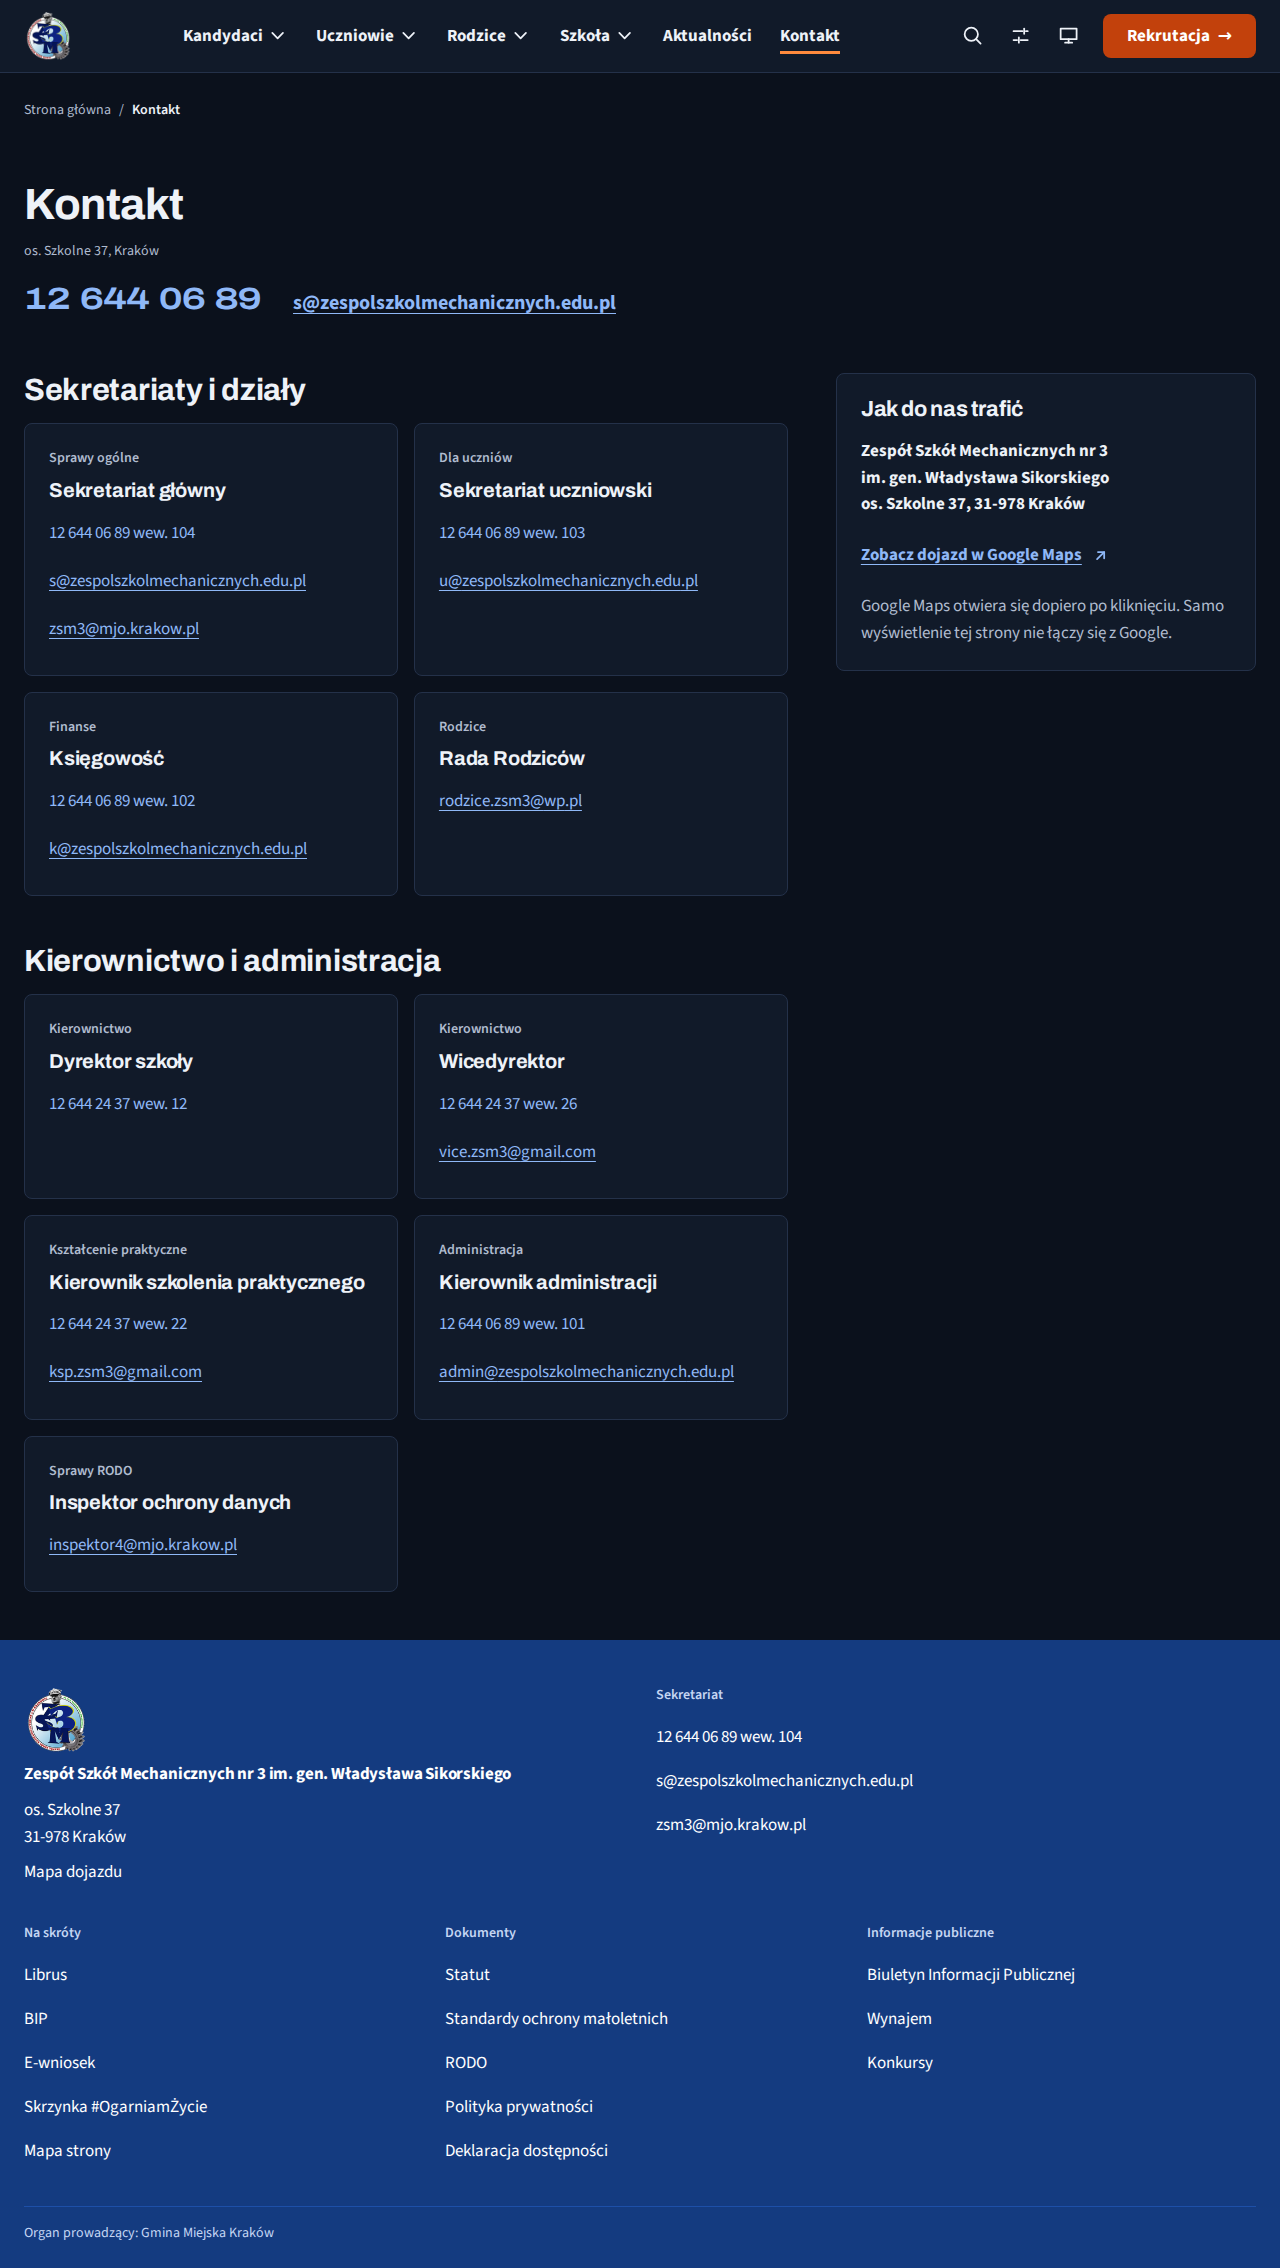 Kandydaci
Uczniowie
Rodzice
Szkoła
Aktualności
Kontakt
Rekrutacja →
Strona główna / Kontakt
Kontakt
os. Szkolne 37, Kraków
12 644 06 89
s@zespolszkolmechanicznych.edu.pl
Sekretariaty i działy
Sprawy ogólne
Sekretariat główny
12 644 06 89 wew. 104
s@zespolszkolmechanicznych.edu.pl
zsm3@mjo.krakow.pl
Dla uczniów
Sekretariat uczniowski
12 644 06 89 wew. 103
u@zespolszkolmechanicznych.edu.pl
Finanse
Księgowość
12 644 06 89 wew. 102
k@zespolszkolmechanicznych.edu.pl
Rodzice
Rada Rodziców
rodzice.zsm3@wp.pl
Jak do nas trafić
Zespół Szkół Mechanicznych nr 3
im. gen. Władysława Sikorskiego
os. Szkolne 37, 31-978 Kraków
Zobacz dojazd w Google Maps ↗
Google Maps otwiera się dopiero po kliknięciu. Samo
wyświetlenie tej strony nie łączy się z Google.
Kierownictwo i administracja
Kierownictwo
Dyrektor szkoły
12 644 24 37 wew. 12
Kierownictwo
Wicedyrektor
12 644 24 37 wew. 26
vice.zsm3@gmail.com
Kształcenie praktyczne
Kierownik szkolenia praktycznego
12 644 24 37 wew. 22
ksp.zsm3@gmail.com
Administracja
Kierownik administracji
12 644 06 89 wew. 101
admin@zespolszkolmechanicznych.edu.pl
Sprawy RODO
Inspektor ochrony danych
inspektor4@mjo.krakow.pl
Zespół Szkół Mechanicznych nr 3 im. gen. Władysława Sikorskiego
os. Szkolne 37
31-978 Kraków
Mapa dojazdu
Sekretariat
12 644 06 89 wew. 104
s@zespolszkolmechanicznych.edu.pl
zsm3@mjo.krakow.pl
Na skróty
Librus
BIP
E-wniosek
Skrzynka #OgarniamŻycie
Mapa strony
Dokumenty
Statut
Standardy ochrony małoletnich
RODO
Polityka prywatności
Deklaracja dostępności
Informacje publiczne
Biuletyn Informacji Publicznej
Wynajem
Konkursy
Organ prowadzący: Gmina Miejska Kraków